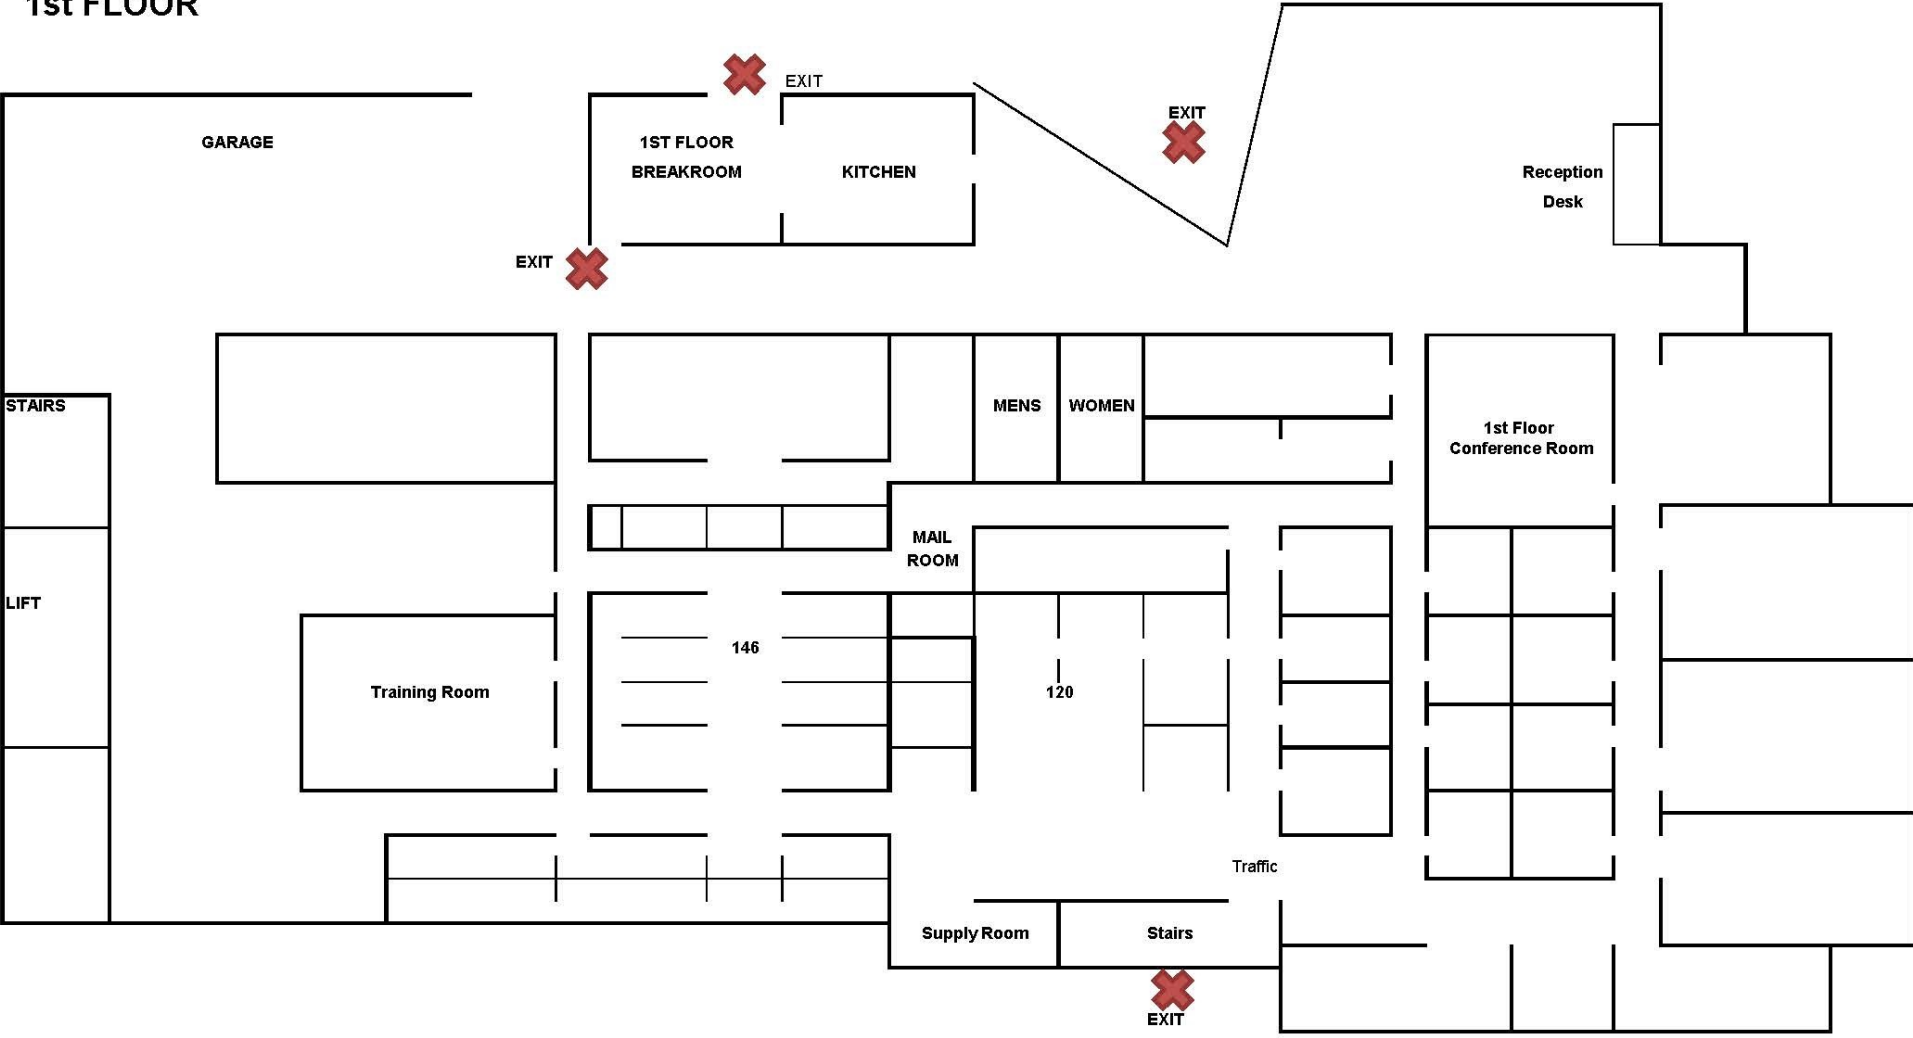 1st FLOOR
EXIT
EXIT
GARAGE
1ST FLOOR
BREAKROOM
KITCHEN
Reception
Desk
EXIT
STAIRS
MENS
WOMEN
1st Floor
Conference Room
MAIL
ROOM
LIFT
146
Training Room
120
Traffic
Supply Room
Stairs
EXIT